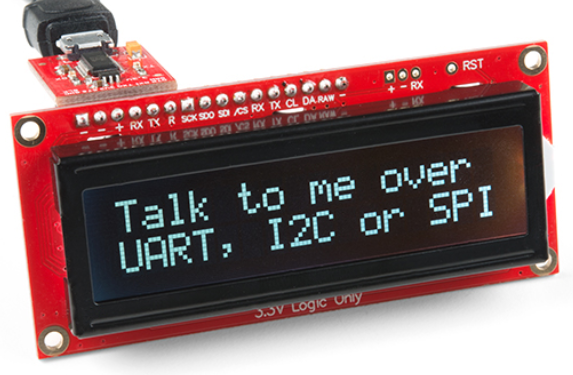 RST
- - + RX TX R SCK SDO SDI /CS RX TX CL DA RAW -
+ - RX
Talk to me over
UART, I2C or SPI
3.3V Logic Only